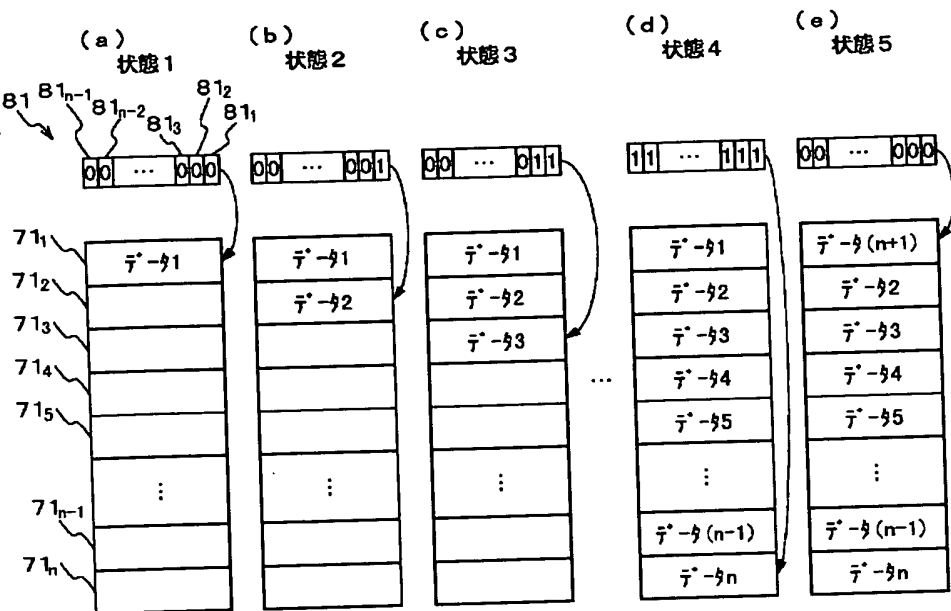 (a) (b) (c) (d) (e)
状態1 状態2 状態3 状態4 状態5
81 81n-1 81n-2 813 812 811
00 … 000 00 … 001 00 … 011 11 … 111 00 … 000
711 データ1 データ1 データ1 データ1 データ(n+1)
712 データ2 データ2 データ2 データ2
713 データ3 データ3 データ3
714 … データ4 データ4
715 データ5 データ5
⋮ ⋮ ⋮ ⋮ ⋮
71n-1 データ(n-1) データ(n-1)
71n データn データn